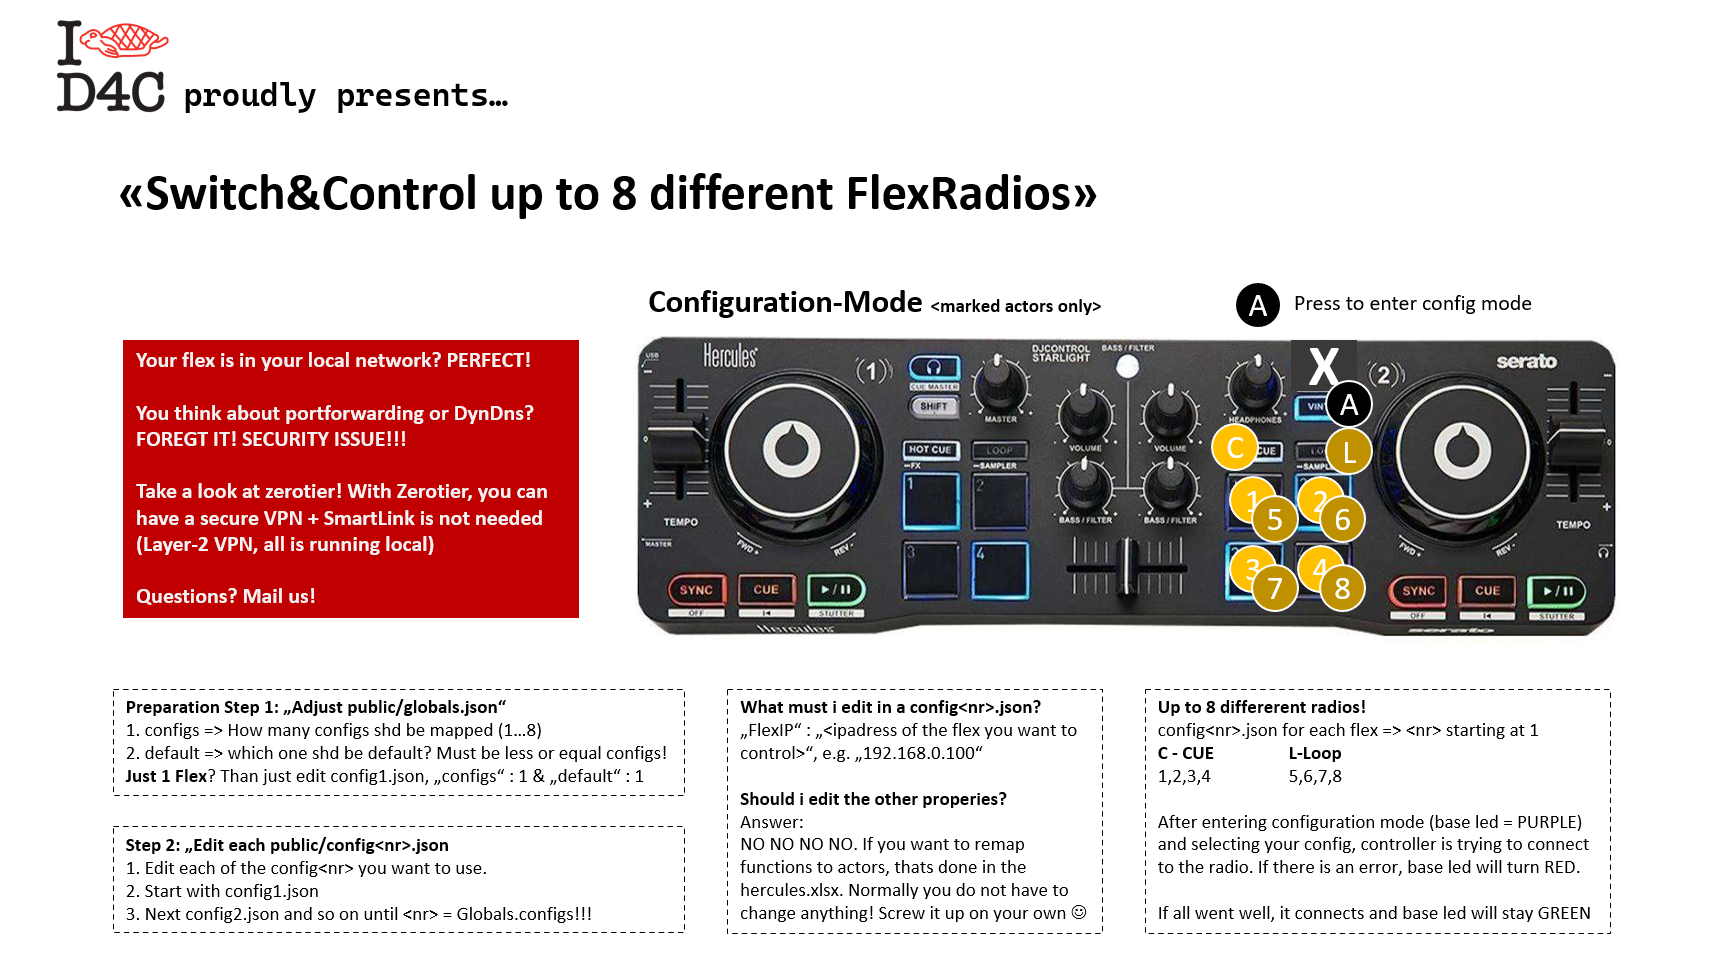 I
D4C proudly presents…
«Switch&Control up to 8 different FlexRadios»
Configuration-Mode <marked actors only>
A Press to enter config mode
Your flex is in your local network? PERFECT!
You think about portforwarding or DynDns?
FOREGT IT! SECURITY ISSUE!!!
Take a look at zerotier! With Zerotier, you can
have a secure VPN + SmartLink is not needed
(Layer-2 VPN, all is running local)
Questions? Mail us!
USB
Hercules
(1)
CUE MASTER
SHIFT
MASTER
DJCONTROL
STARLIGHT
BASS / FILTER
HEADPHONES
X
VIN
A
(2)
serato
HOT CUE
LOOP
FX
SAMPLER
VOLUME
VOLUME
C
CUE
L
1
2
3
4
BASS / FILTER
BASS / FILTER
1
5
2
6
3
7
4
8
TEMPO
MASTER
FWD +
REV -
SYNC
CUE
OFF
STUTTER
Hercules
TEMPO
FWD +
REV -
SYNC
CUE
OFF
STUTTER
serato
Preparation Step 1: „Adjust public/globals.json“
1. configs => How many configs shd be mapped (1…8)
2. default => which one shd be default? Must be less or equal configs!
Just 1 Flex? Than just edit config1.json, „configs“ : 1 & „default“ : 1
Step 2: „Edit each public/config<nr>.json
1. Edit each of the config<nr> you want to use.
2. Start with config1.json
3. Next config2.json and so on until <nr> = Globals.configs!!!
What must i edit in a config<nr>.json?
„FlexIP“ : „<ipadress of the flex you want to
control>“, e.g. „192.168.0.100“
Should i edit the other properies?
Answer:
NO NO NO NO. If you want to remap
functions to actors, thats done in the
hercules.xlsx. Normally you do not have to
change anything! Screw it up on your own ☺
Up to 8 differerent radios!
config<nr>.json for each flex => <nr> starting at 1
C - CUE L-Loop
1,2,3,4 5,6,7,8
After entering configuration mode (base led = PURPLE)
and selecting your config, controller is trying to connect
to the radio. If there is an error, base led will turn RED.
If all went well, it connects and base led will stay GREEN